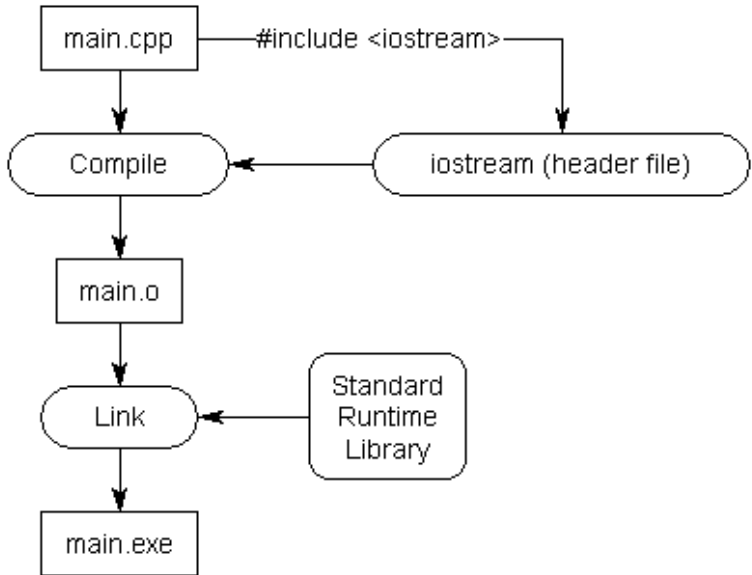 main.cpp
#include <iostream>
Compile
iostream (header file)
main.o
Link
Standard
Runtime
Library
main.exe